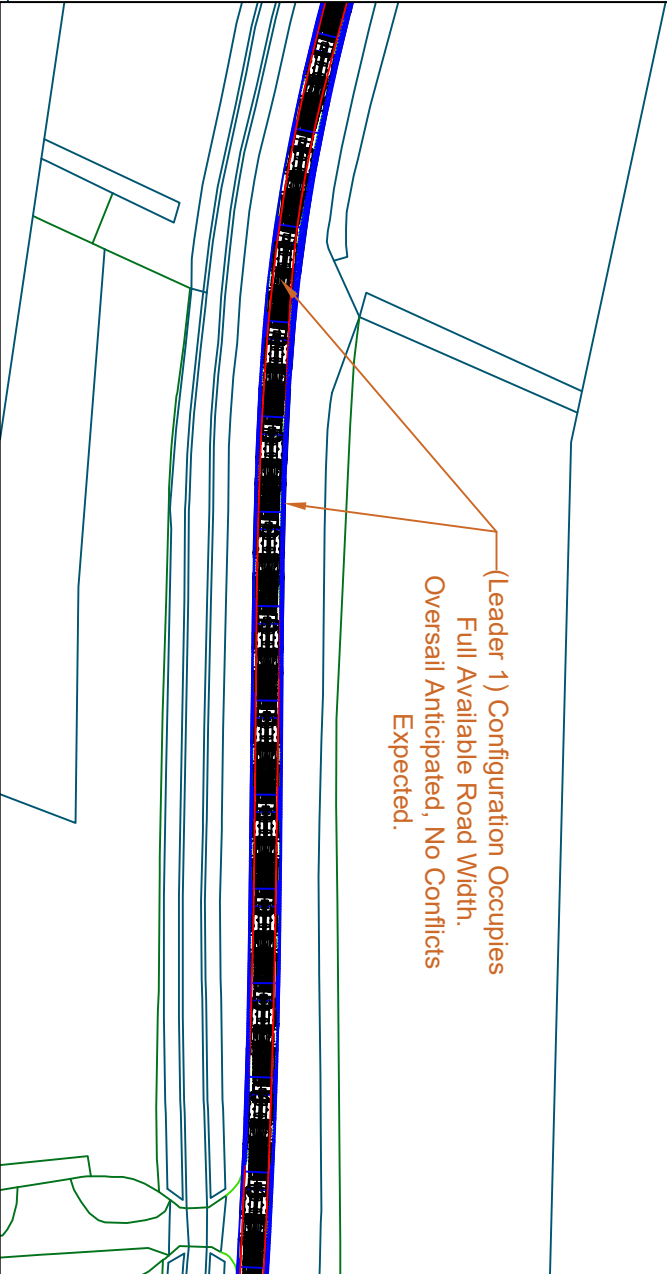 (Leader 1) Configuration Occupies
Full Available Road Width.
Oversail Anticipated, No Conflicts
Expected.